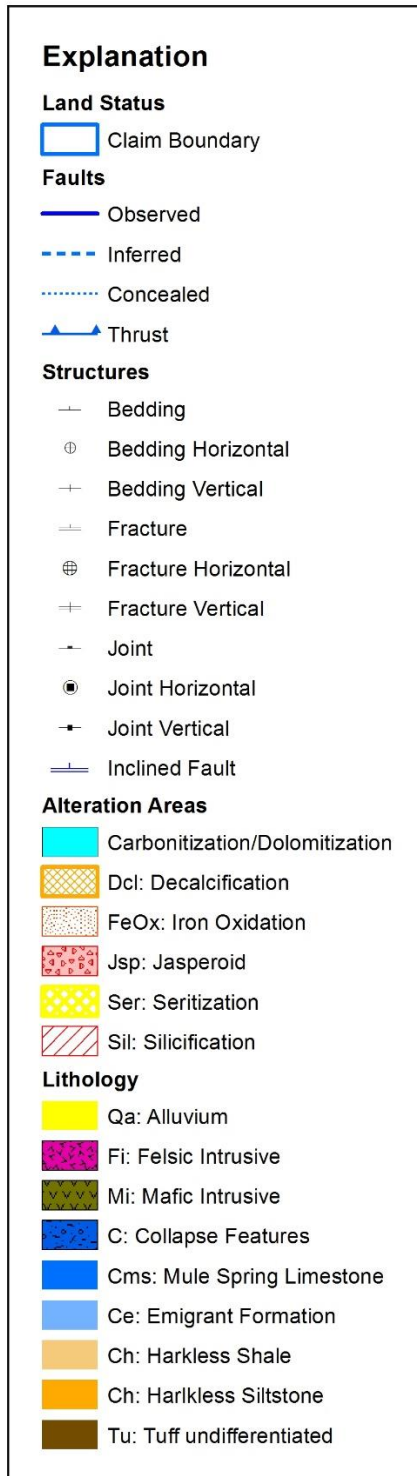 Explanation
Land Status
Claim Boundary
Faults
Observed
Inferred
Concealed
Thrust
Structures
Bedding
Bedding Horizontal
Bedding Vertical
Fracture
Fracture Horizontal
Fracture Vertical
Joint
Joint Horizontal
Joint Vertical
Inclined Fault
Alteration Areas
Carbonitization/Dolomitization
Dcl: Decalcification
FeOx: Iron Oxidation
Jsp: Jasperoid
Ser: Seritization
Sil: Silicification
Lithology
Qa: Alluvium
Fi: Felsic Intrusive
Mi: Mafic Intrusive
C: Collapse Features
Cms: Mule Spring Limestone
Ce: Emigrant Formation
Ch: Harkless Shale
Ch: Harlkless Siltstone
Tu: Tuff undifferentiated